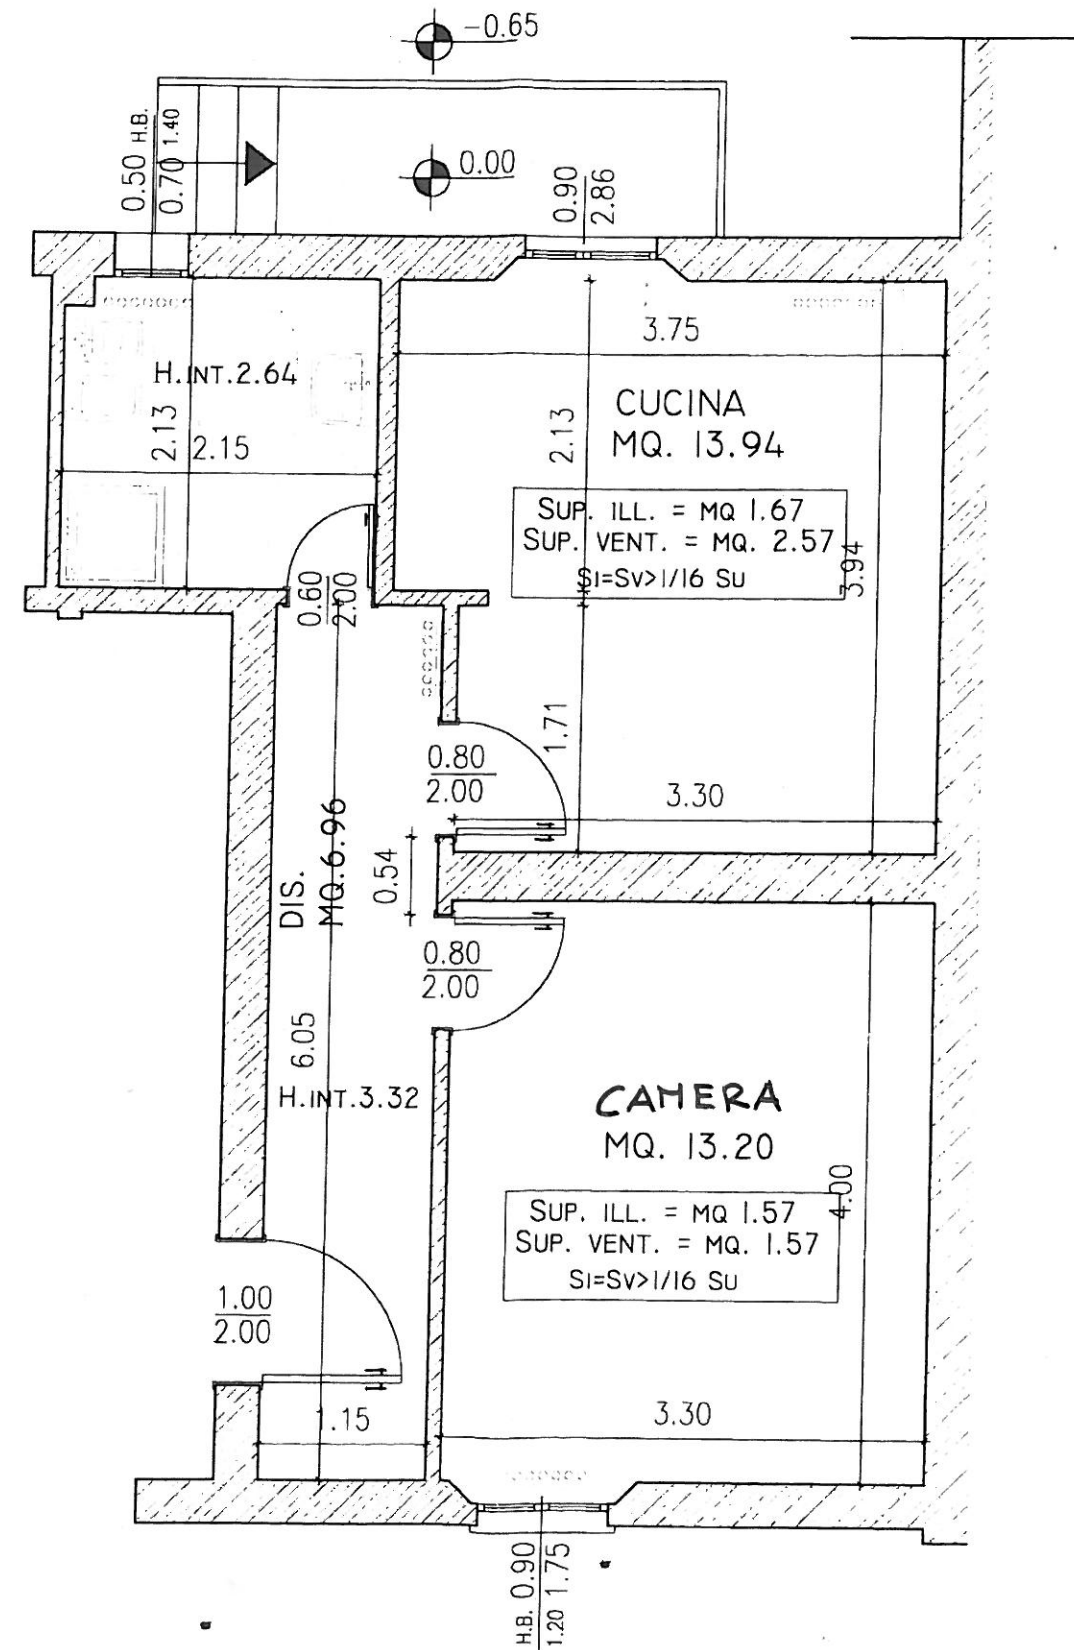 -0.65
0.50 H.B.
0.70 1.40
0.00
0.90
2.86
3.75
H.INT.2.64
CUCINA
MQ. 13.94
2.13
2.15
2.13
SUP. ILL. = MQ 1.67
SUP. VENT. = MQ. 2.57
SI=SV>1/16 SU
3.94
0.60
2.00
1.71
0.80
2.00
3.30
DIS.
MQ.6.96
0.54
0.80
2.00
6.05
H.INT.3.32
CAMERA
MQ. 13.20
4.00
SUP. ILL. = MQ 1.57
SUP. VENT. = MQ. 1.57
SI=SV>1/16 SU
1.00
2.00
1.15
3.30
H.B. 0.90
1.20 1.75